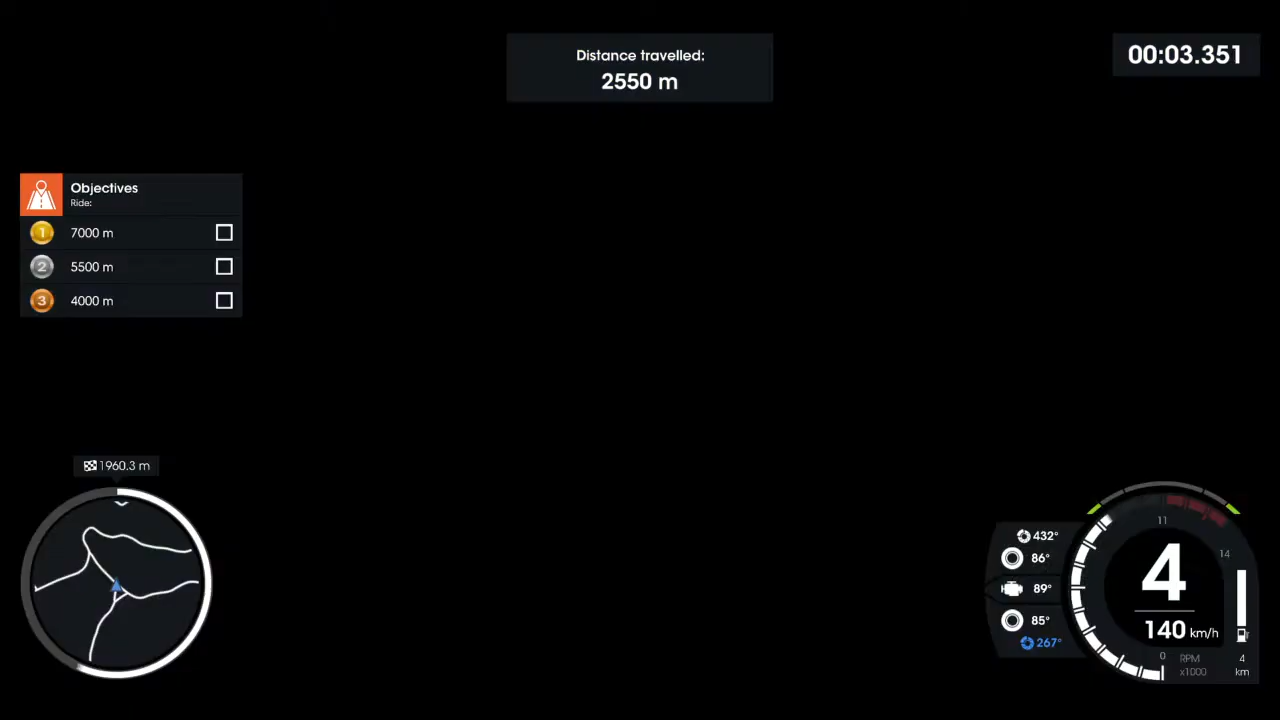 Distance travelled:
2550 m
00:03.351
Objectives
Ride:
1 7000 m
2 5500 m
3 4000 m
1960.3 m
432°
86°
89°
85°
267°
11
14
4
140 km/h
0
RPM
x1000
4
km